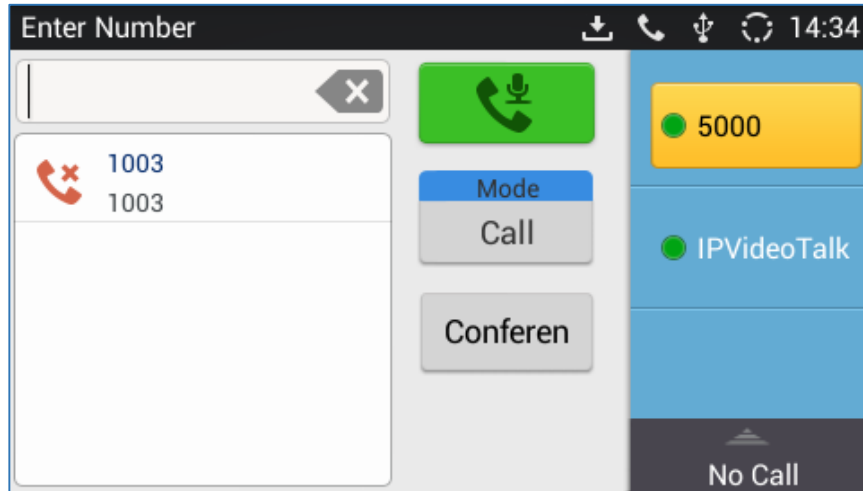 Enter Number
14:34
1003
1003
Mode
Call
Conferen
5000
IPVideoTalk
No Call